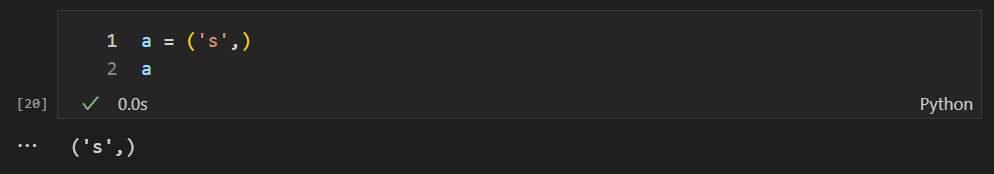 1 a = ('s',)
2 a
[20] 0.0s Python
('s',)